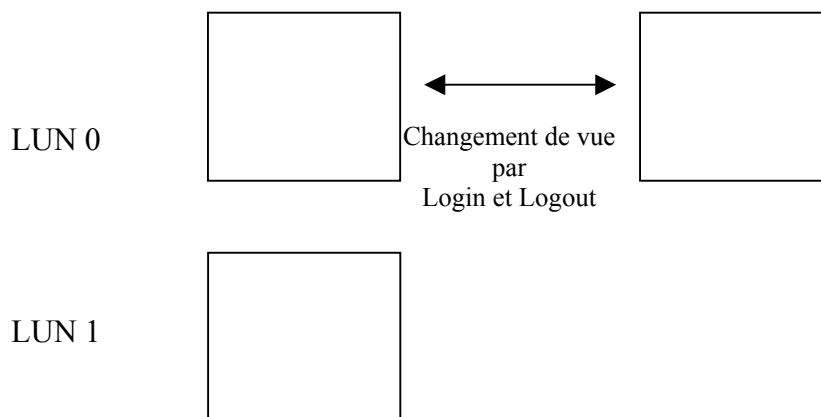 LUN 0
Changement de vue
par
Login et Logout
LUN 1